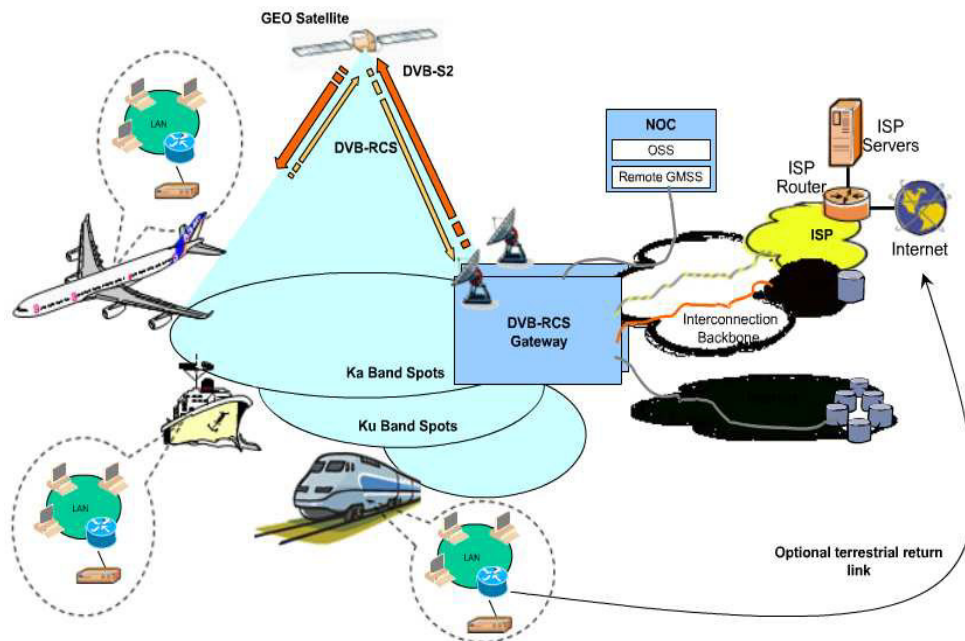 GEO Satellite
DVB-S2
DVB-RCS
LAN
NOC
OSS
Remote GMSS
ISP
Servers
ISP
Router
ISP
Internet
DVB-RCS
Gateway
Interconnection
Backbone
Ka Band Spots
Ku Band Spots
LAN
LAN
Optional terrestrial return
link